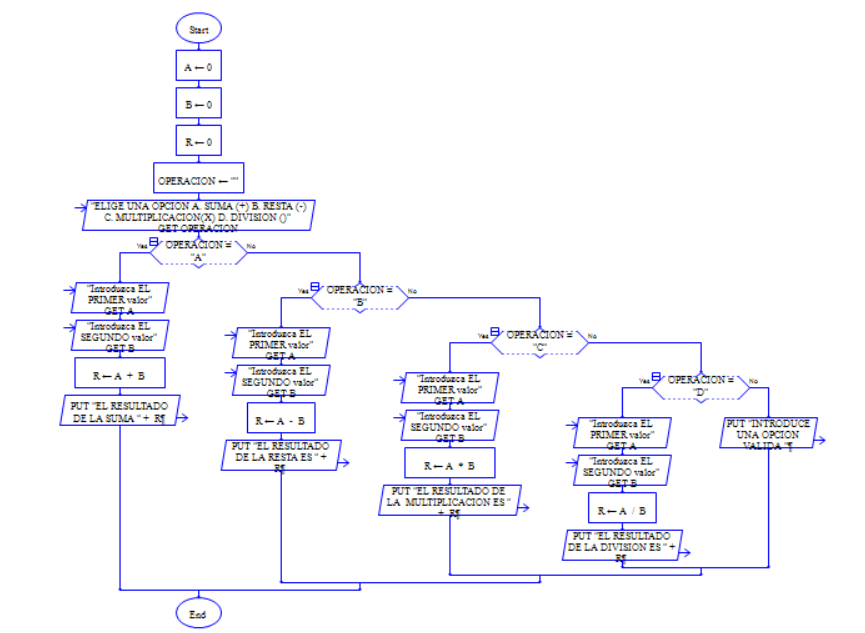 Start
A ← 0
B ← 0
R ← 0
OPERACION ← ""
"ELIGE UNA OPCION A. SUMA (+) B. RESTA (-)
C. MULTIPLICACION(X) D. DIVISION ()"
GET OPERACION
Yes
OPERACION =
"A"
No
"Introduzca EL
PRIMER valor"
GET A
"Introduzca EL
SEGUNDO valor"
GET B
R ← A + B
PUT "EL RESULTADO
DE LA SUMA " + R¶
Yes
OPERACION =
"B"
No
"Introduzca EL
PRIMER valor"
GET A
"Introduzca EL
SEGUNDO valor"
GET B
R ← A - B
PUT "EL RESULTADO
DE LA RESTA ES " +
R¶
Yes
OPERACION =
"C"
No
"Introduzca EL
PRIMER valor"
GET A
"Introduzca EL
SEGUNDO valor"
GET B
R ← A * B
PUT "EL RESULTADO DE
LA MULTIPLICACION ES "
+ R¶
Yes
OPERACION =
"D"
No
"Introduzca EL
PRIMER valor"
GET A
"Introduzca EL
SEGUNDO valor"
GET B
R ← A / B
PUT "EL RESULTADO
DE LA DIVISION ES " +
R¶
PUT "INTRODUCE
UNA OPCION
VALIDA "¶
End